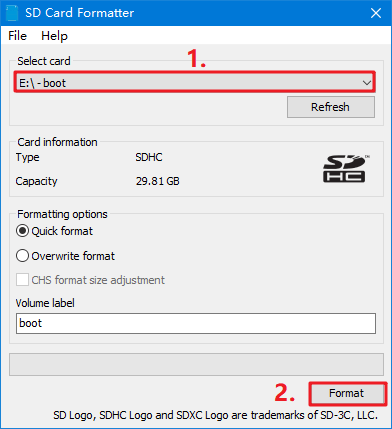 SD Card Formatter
File Help
Select card
1.
E:\ - boot
Refresh
Card information
Type SDHC
Capacity 29.81 GB
SD
HC
™
Formatting options
Quick format
Overwrite format
CHS format size adjustment
Volume label
boot
2.
Format
SD Logo, SDHC Logo and SDXC Logo are trademarks of SD-3C, LLC.